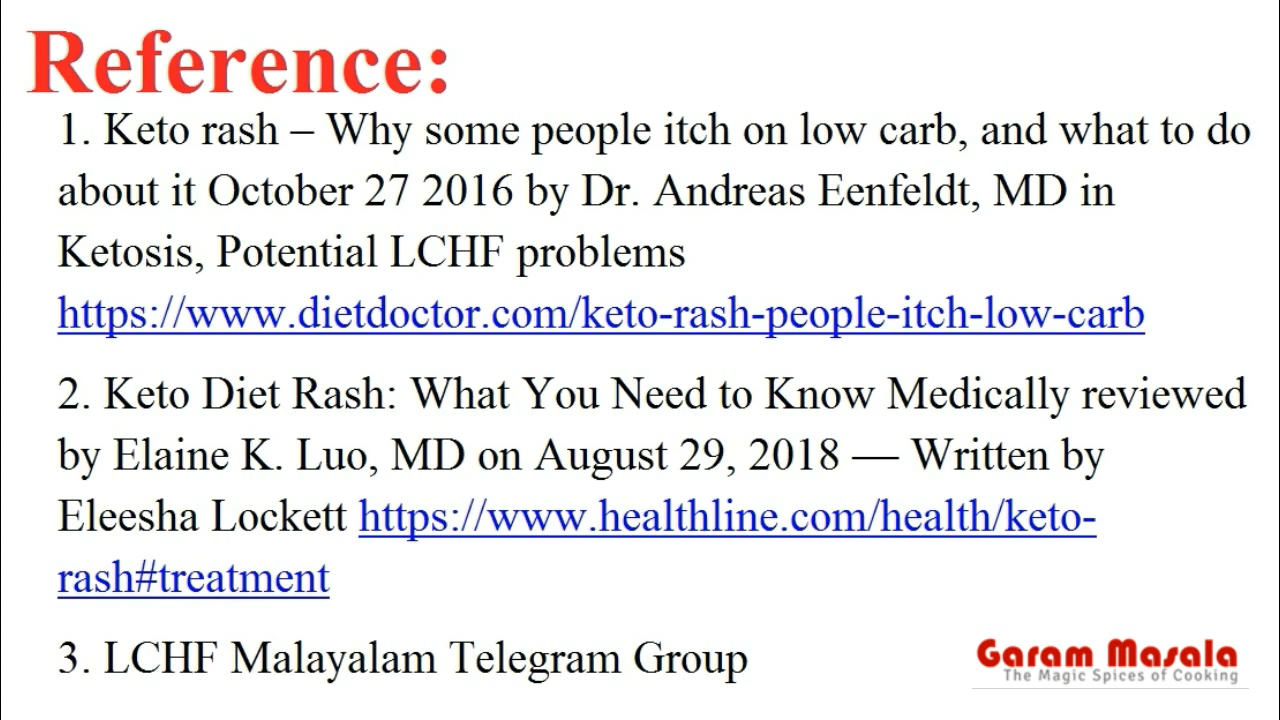 Reference:
1. Keto rash – Why some people itch on low carb, and what to do
about it October 27 2016 by Dr. Andreas Eenfeldt, MD in
Ketosis, Potential LCHF problems
https://www.dietdoctor.com/keto-rash-people-itch-low-carb
2. Keto Diet Rash: What You Need to Know Medically reviewed
by Elaine K. Luo, MD on August 29, 2018 — Written by
Eleesha Lockett https://www.healthline.com/health/keto-
rash#treatment
3. LCHF Malayalam Telegram Group
Garam Masala
The Magic Spices of Cooking